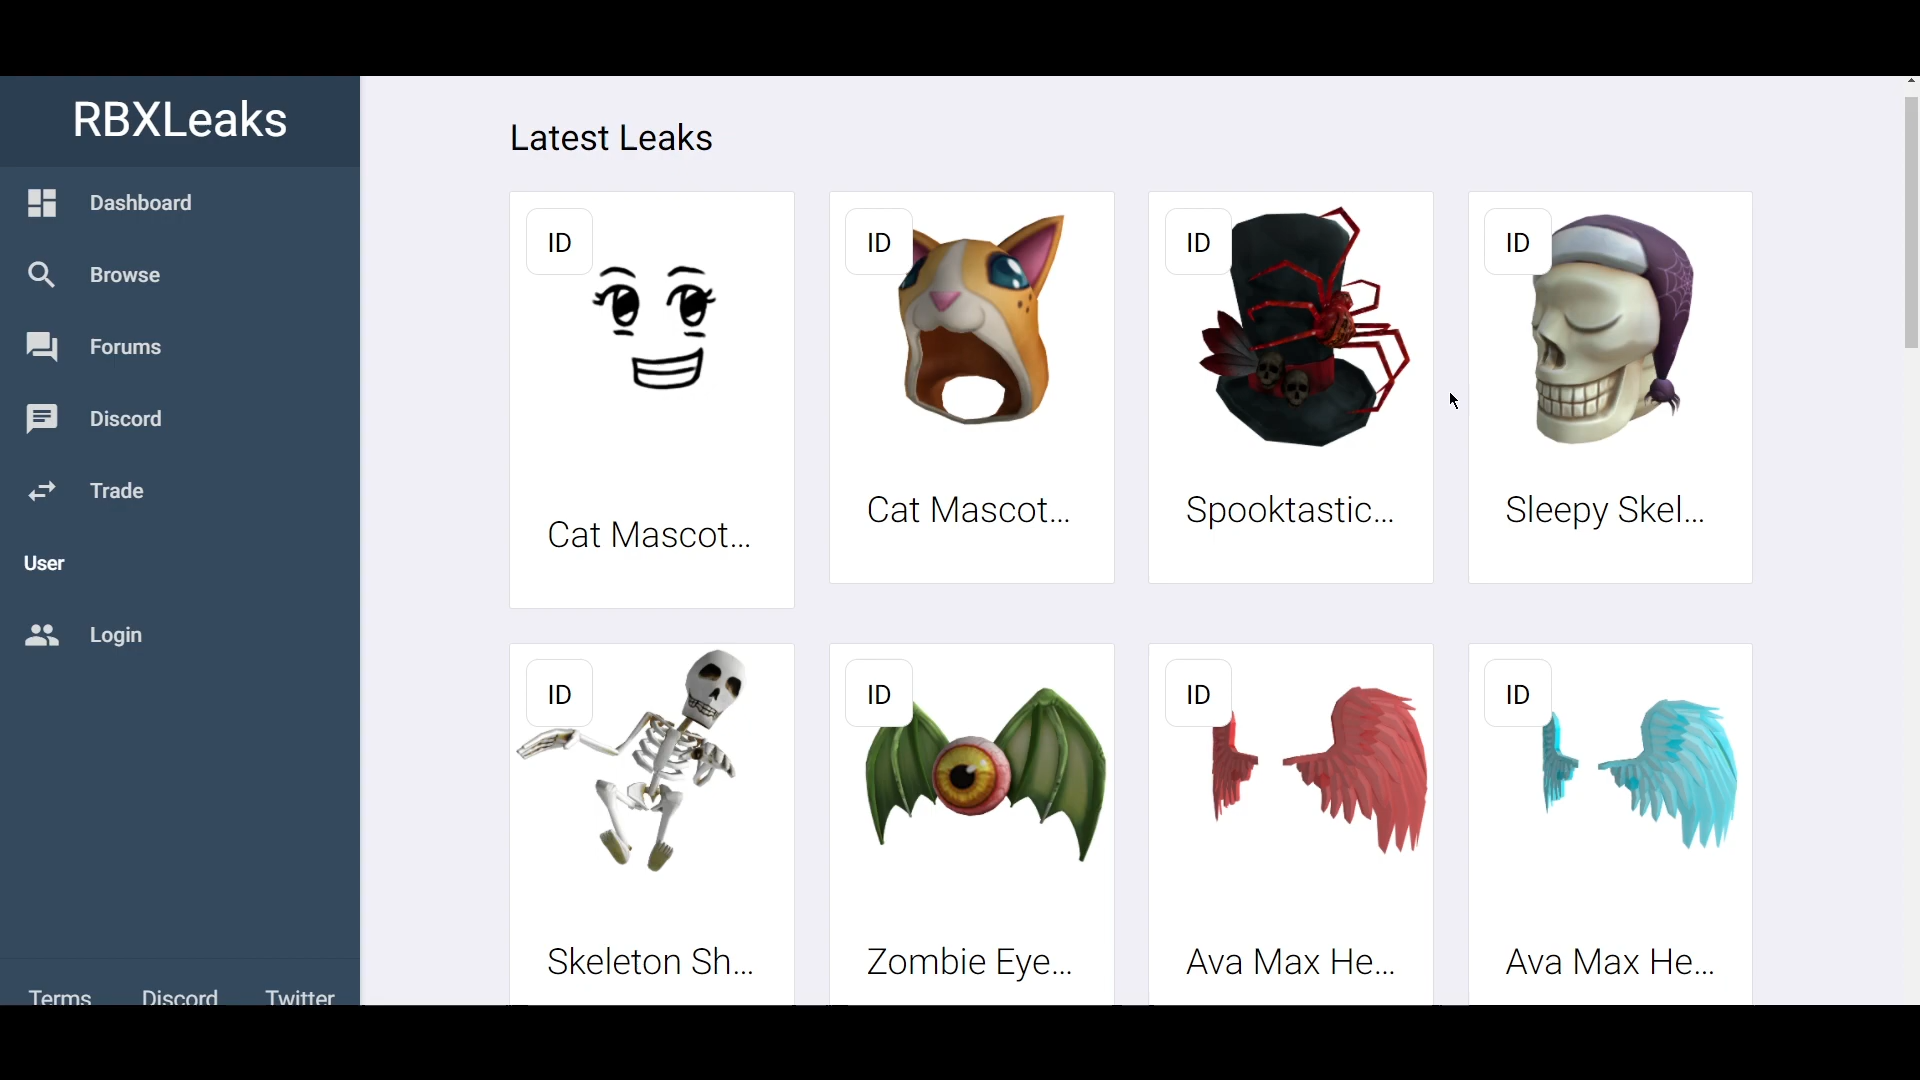 RBXLeaks
Dashboard
Browse
Forums
Discord
Trade
User
Login
Terms Discord Twitter
Latest Leaks
ID
ID
ID
ID
Cat Mascot...
Cat Mascot...
Spooktastic...
Sleepy Skel...
ID
ID
ID
ID
Skeleton Sh...
Zombie Eye...
Ava Max He...
Ava Max He...